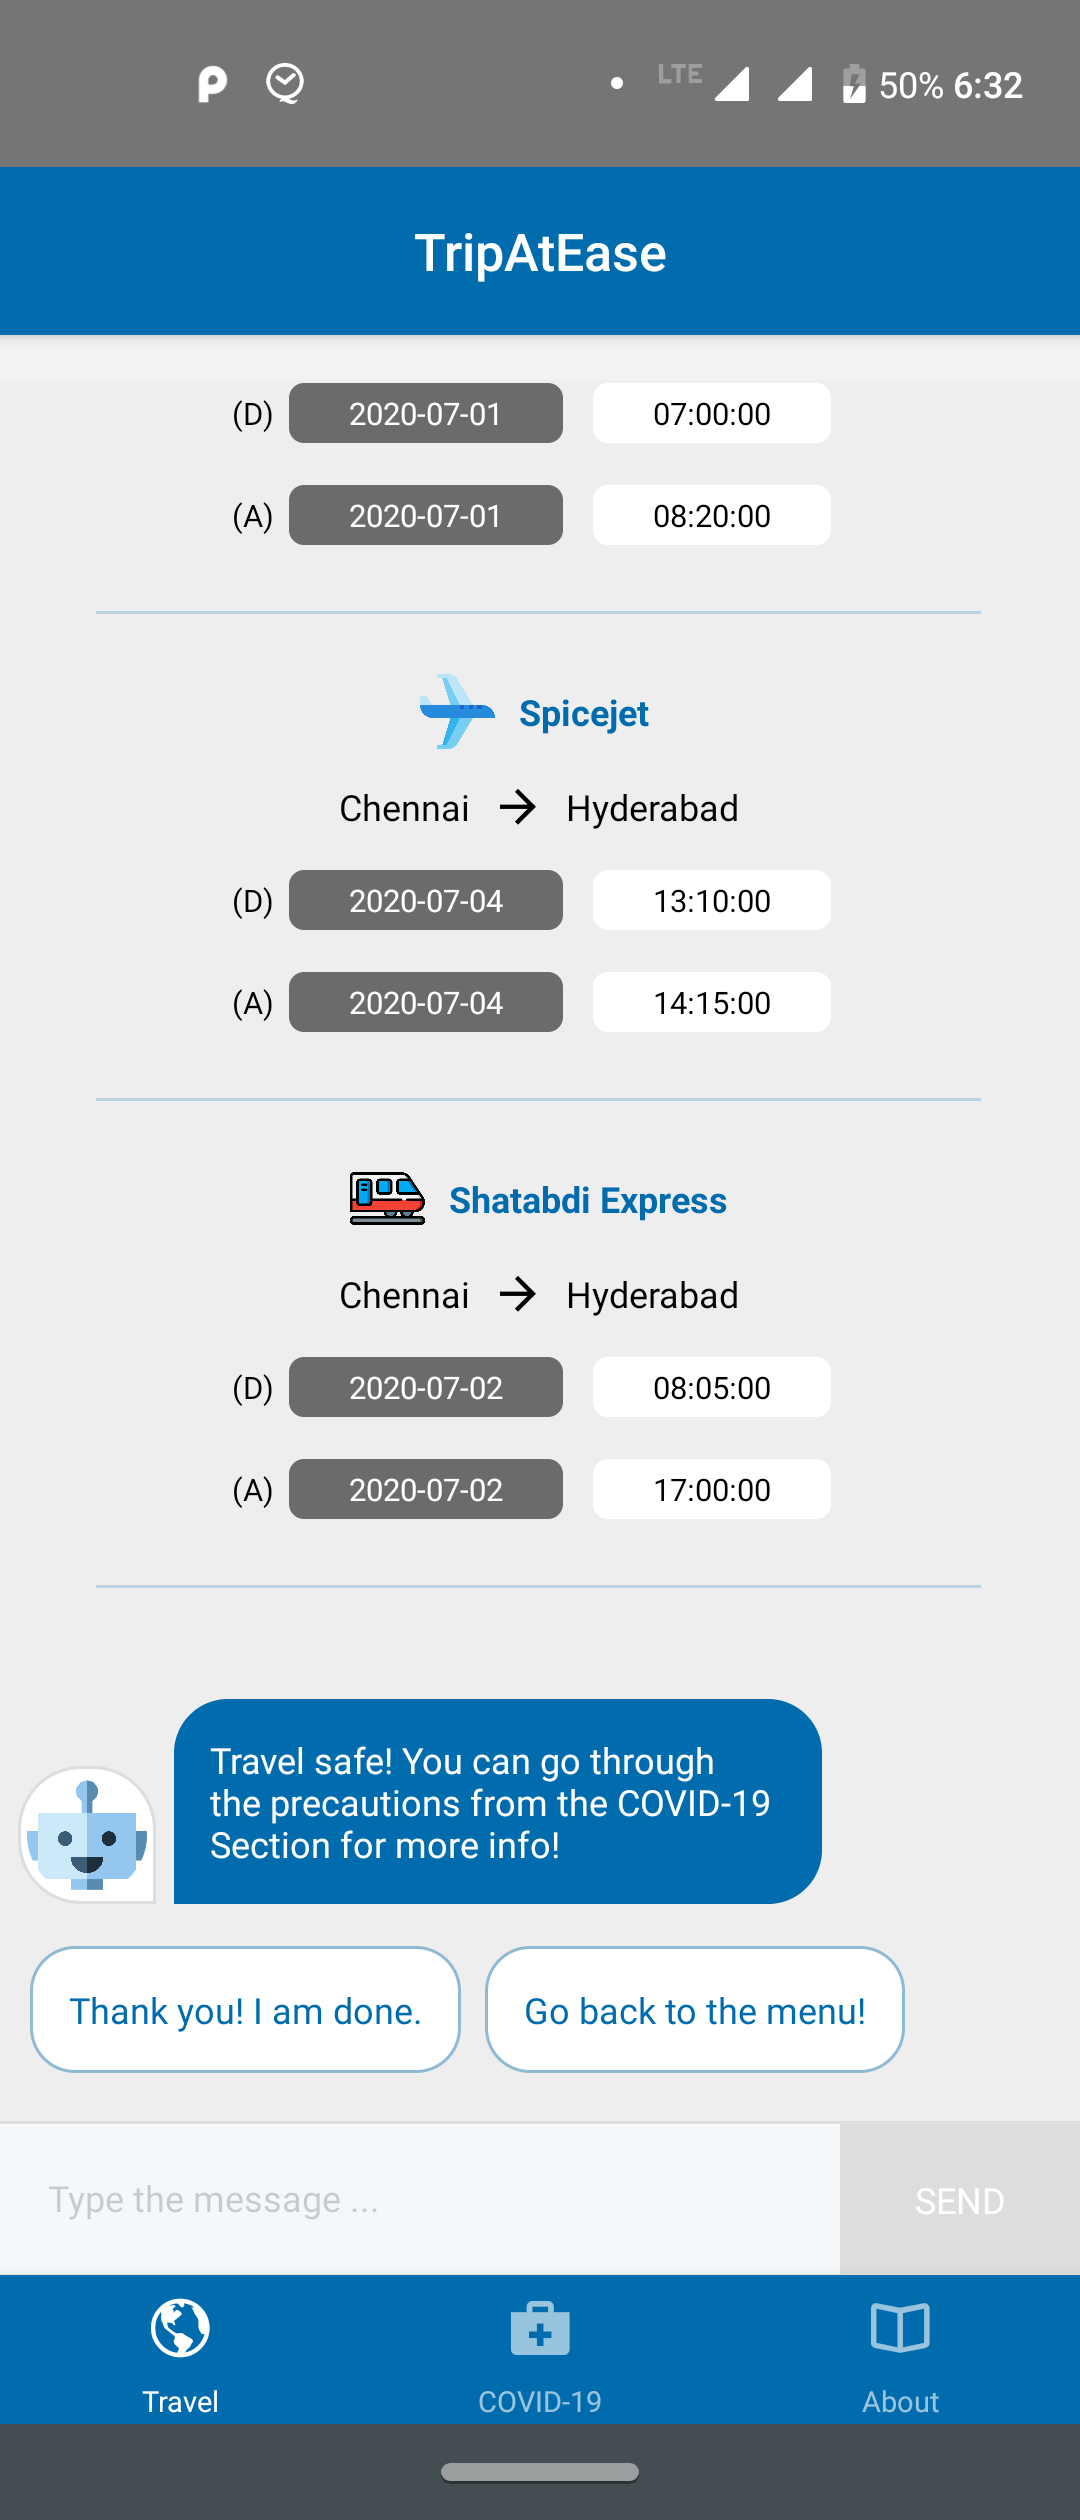 LTE 50% 6:32
TripAtEase
(D) 2020-07-01 07:00:00
(A) 2020-07-01 08:20:00
Spicejet
Chennai → Hyderabad
(D) 2020-07-04 13:10:00
(A) 2020-07-04 14:15:00
Shatabdi Express
Chennai → Hyderabad
(D) 2020-07-02 08:05:00
(A) 2020-07-02 17:00:00
Travel safe! You can go through
the precautions from the COVID-19
Section for more info!
Thank you! I am done. Go back to the menu!
Type the message ... SEND
Travel COVID-19 About